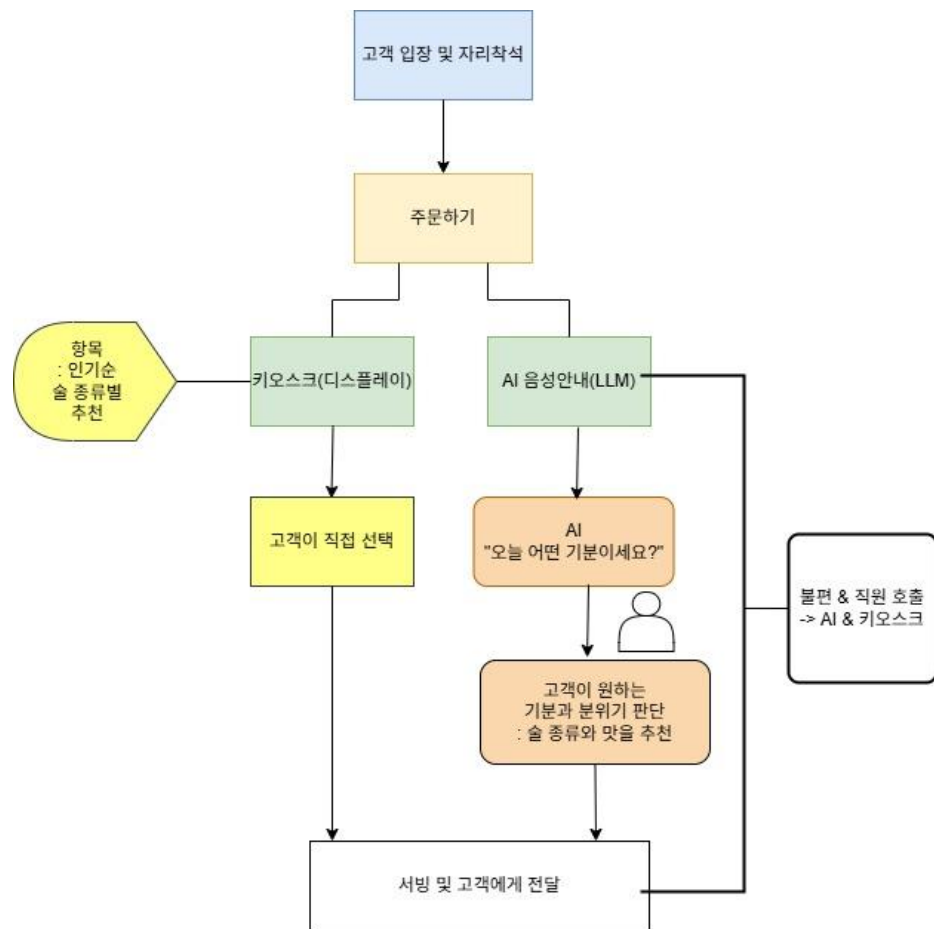 고객 입장 및 자리착석
주문하기
항목
: 인기순
술 종류별
추천
키오스크(디스플레이)
AI 음성안내(LLM)
고객이 직접 선택
AI
"오늘 어떤 기분이세요?"
불편 & 직원 호출
-> AI & 키오스크
고객이 원하는
기분과 분위기 판단
: 술 종류와 맛을 추천
서빙 및 고객에게 전달